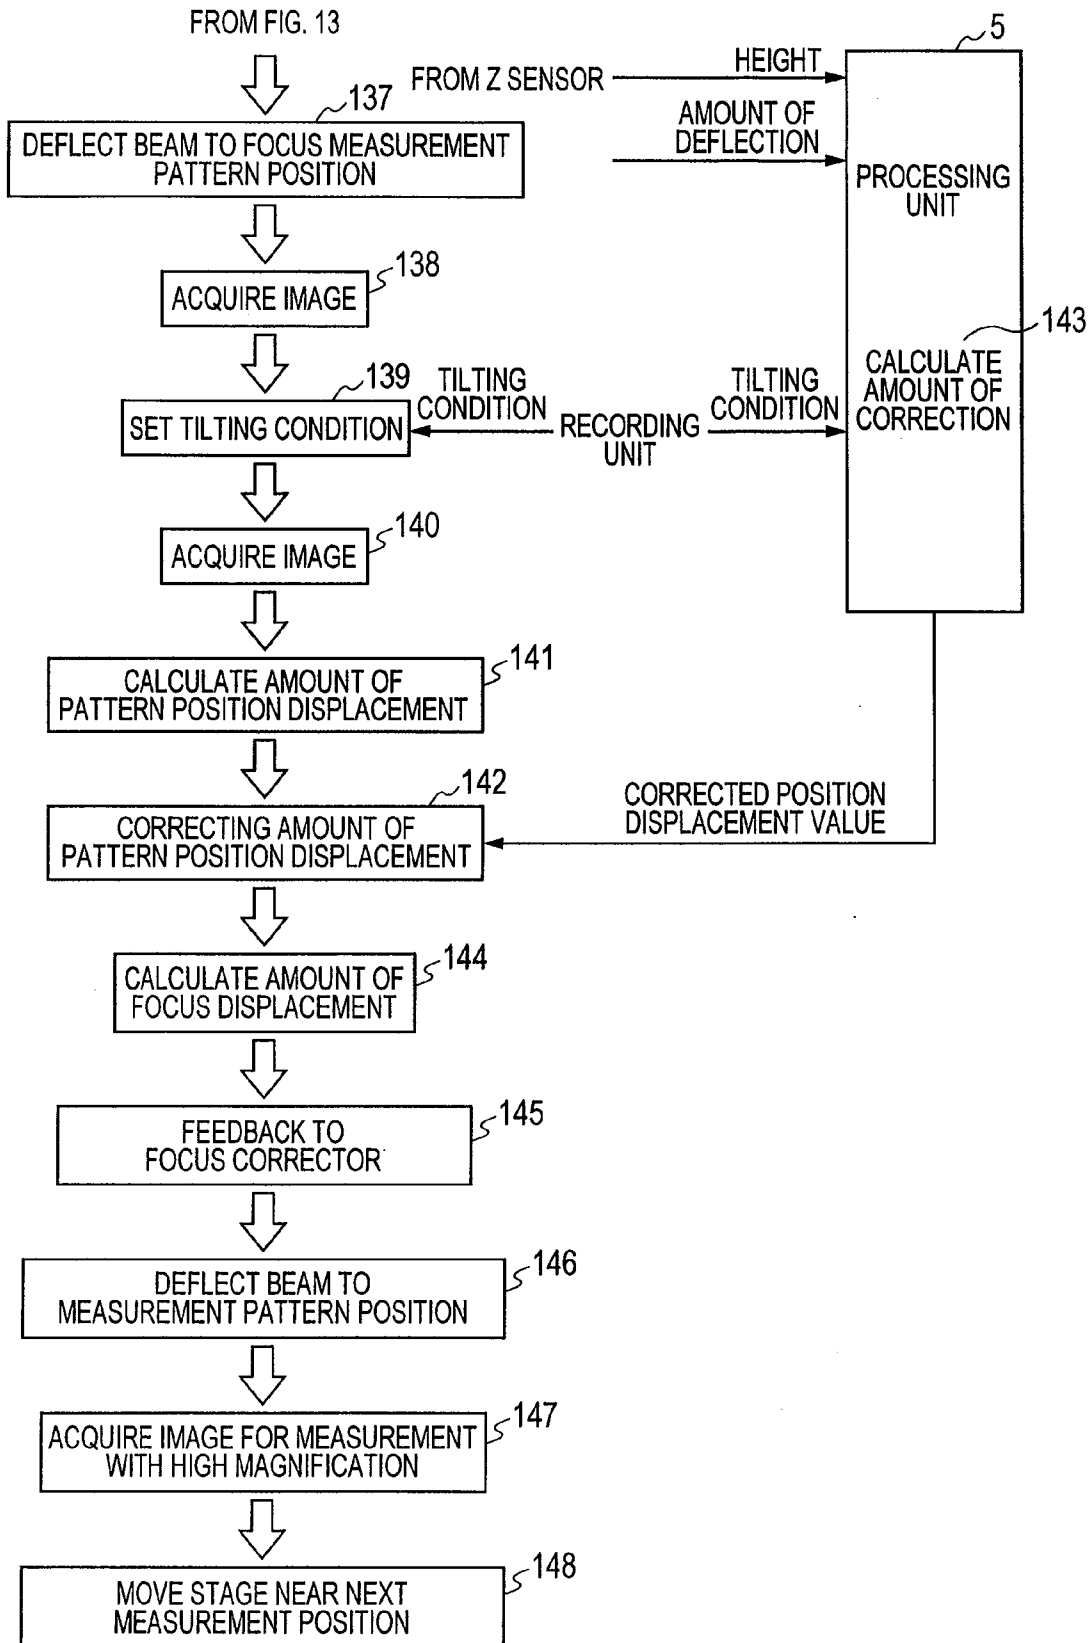 FROM FIG. 13
5
FROM Z SENSOR
HEIGHT
137
AMOUNT OF
DEFLECTION
DEFLECT BEAM TO FOCUS MEASUREMENT
PATTERN POSITION
PROCESSING
UNIT
138
ACQUIRE IMAGE
143
CALCULATE
AMOUNT OF
CORRECTION
139
SET TILTING CONDITION
TILTING
CONDITION
RECORDING
UNIT
TILTING
CONDITION
140
ACQUIRE IMAGE
141
CALCULATE AMOUNT OF
PATTERN POSITION DISPLACEMENT
142
CORRECTING AMOUNT OF
PATTERN POSITION DISPLACEMENT
CORRECTED POSITION
DISPLACEMENT VALUE
144
CALCULATE AMOUNT OF
FOCUS DISPLACEMENT
145
FEEDBACK TO
FOCUS CORRECTOR
146
DEFLECT BEAM TO
MEASUREMENT PATTERN POSITION
147
ACQUIRE IMAGE FOR MEASUREMENT
WITH HIGH MAGNIFICATION
148
MOVE STAGE NEAR NEXT
MEASUREMENT POSITION